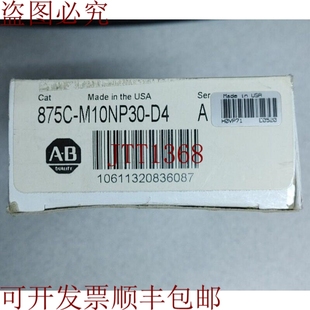 盗图必究
Cat Made in the USA Ser
MADE IN USA
875C-M10NP30-D4 A
AB
QUALITY
JTT1368
10611320836087
可开发票顺丰包邮